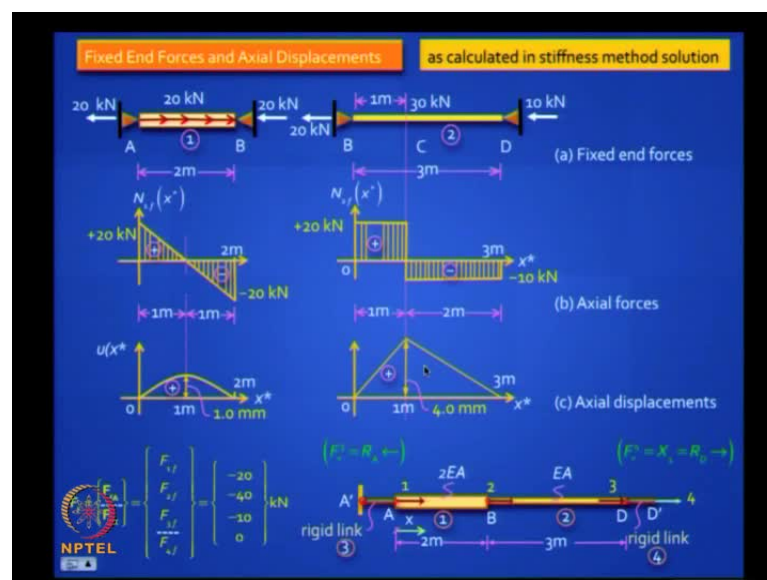 Fixed End Forces and Axial Displacements
as calculated in stiffness method solution
20 kN 20 kN 20 kN
A 1 B
2m
1m 30 kN 10 kN
20 kN
B C 2 D
3m
(a) Fixed end forces
+20 kN
+ 2m
−
−20 kN
1m 1m
+20 kN
+ 3m x*
0 −
−10 kN
1m 2m
(b) Axial forces
u(x*
+ 2m
0 1m x*
1.0 mm
+ 3m
0 1m x*
4.0 mm
(c) Axial displacements
−20
−40
−10
0
kN
1 2EA 2 EA 3 4
A' A 1 B 2 D D'
x
rigid link
3
2m 3m
rigid link
4
NPTEL